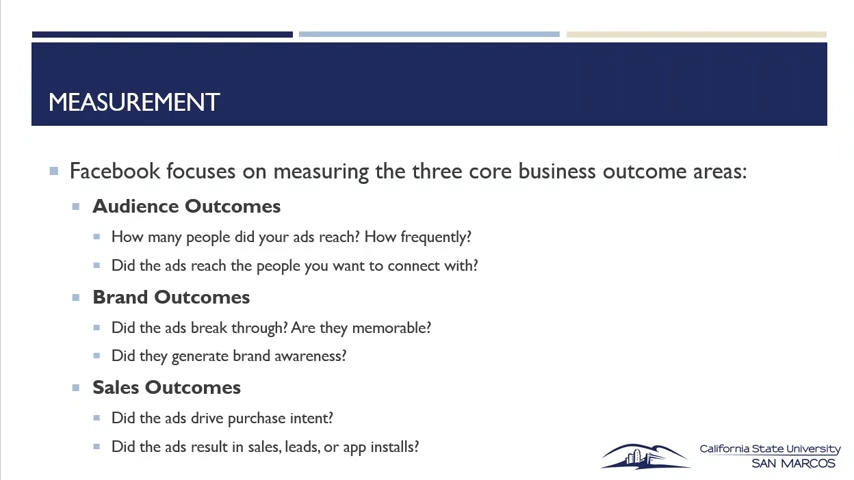 MEASUREMENT
Facebook focuses on measuring the three core business outcome areas:
Audience Outcomes
How many people did your ads reach? How frequently?
Did the ads reach the people you want to connect with?
Brand Outcomes
Did the ads break through? Are they memorable?
Did they generate brand awareness?
Sales Outcomes
Did the ads drive purchase intent?
Did the ads result in sales, leads, or app installs?
California State University
SAN MARCOS